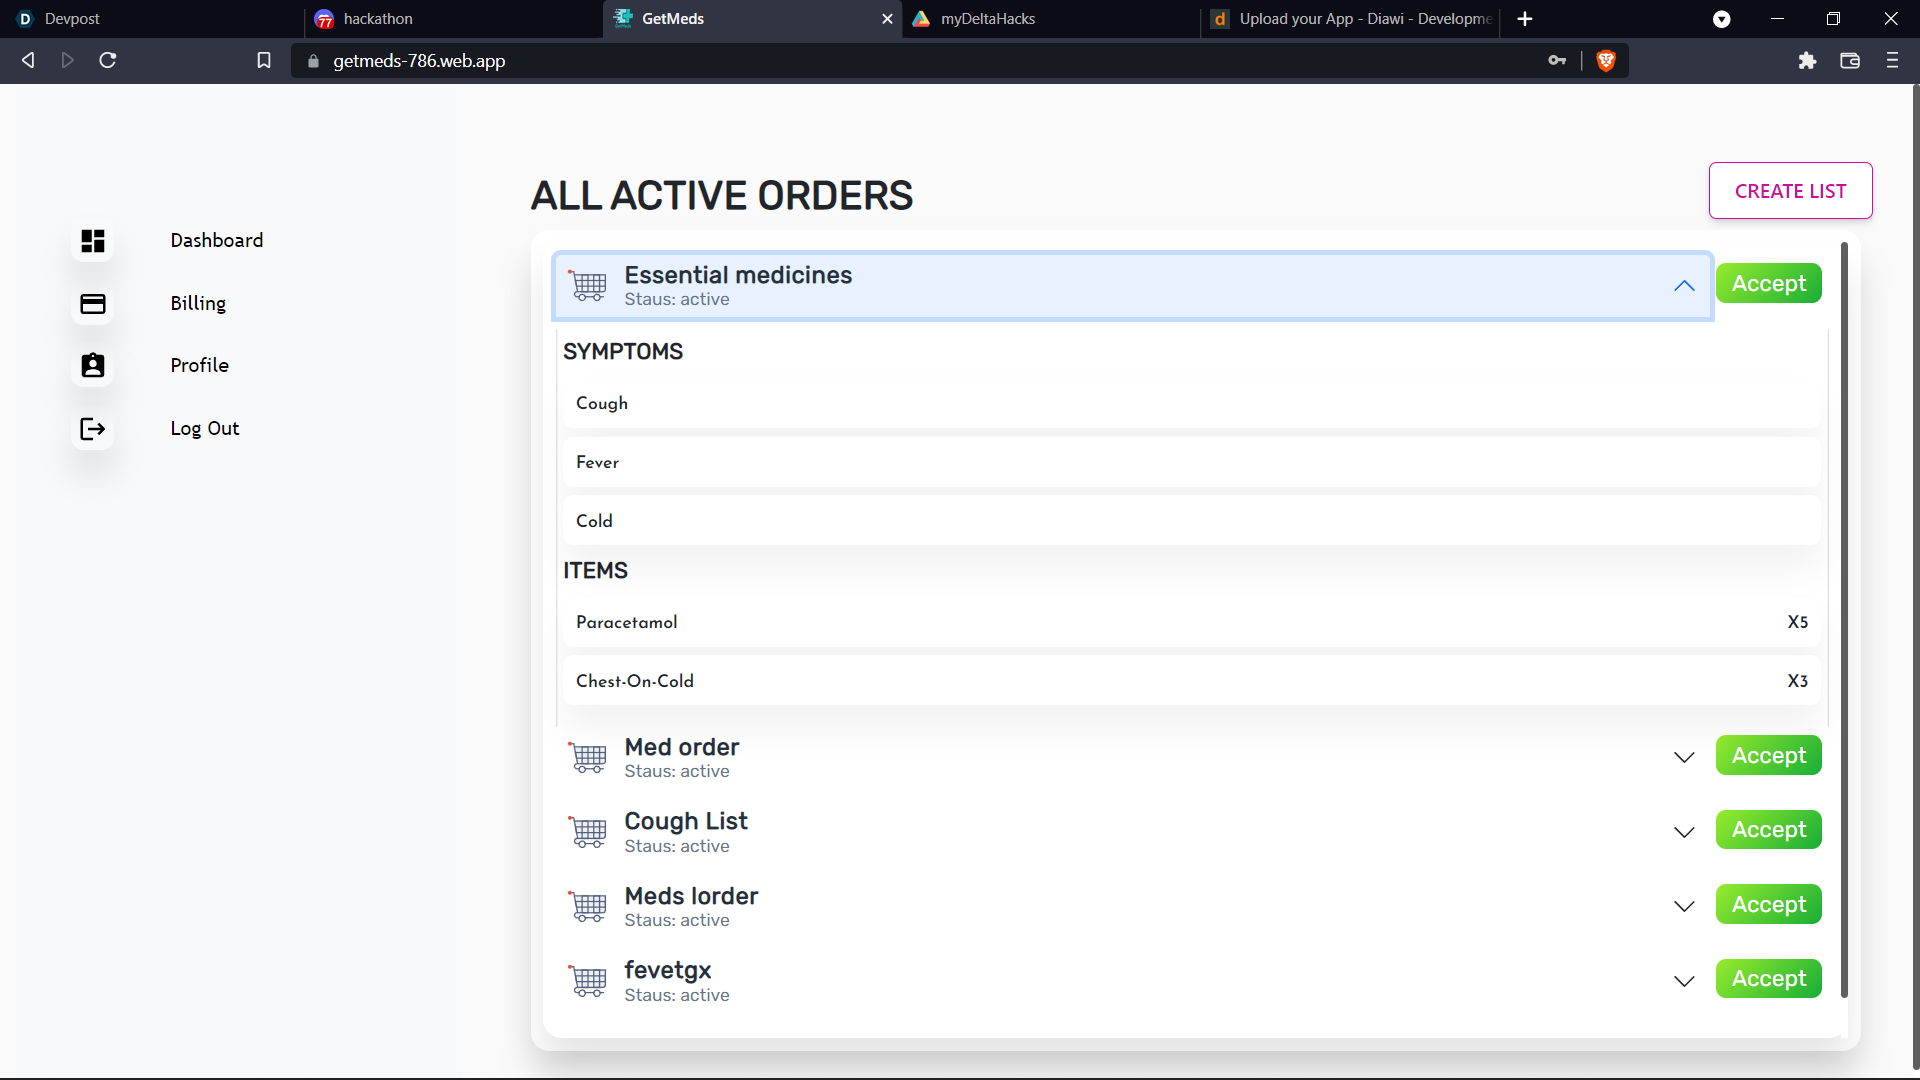 Devpost
hackathon
GetMeds
myDeltaHacks
Upload your App - Diawi - Developme
getmeds-786.web.app
ALL ACTIVE ORDERS
CREATE LIST
Dashboard
Billing
Profile
Log Out
Essential medicines
Staus: active
Accept
SYMPTOMS
Cough
Fever
Cold
ITEMS
Paracetamol X5
Chest-On-Cold X3
Med order
Staus: active
Accept
Cough List
Staus: active
Accept
Meds lorder
Staus: active
Accept
fevetgx
Staus: active
Accept